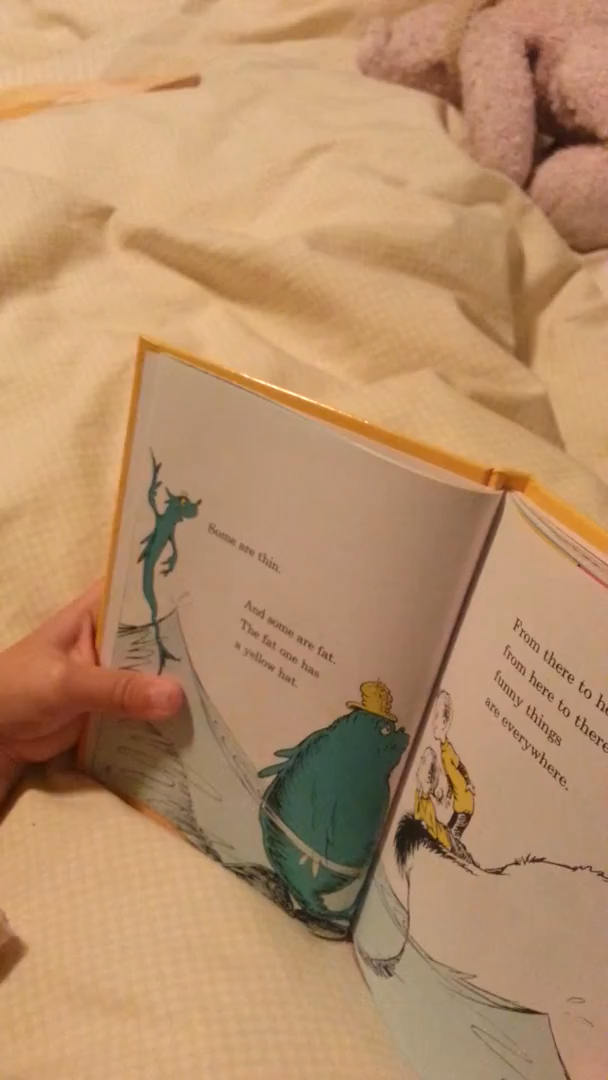 Some are thin.
And some are fat.
The fat one has
a yellow hat.
From there to
from here to there
funny things
are everywhere.